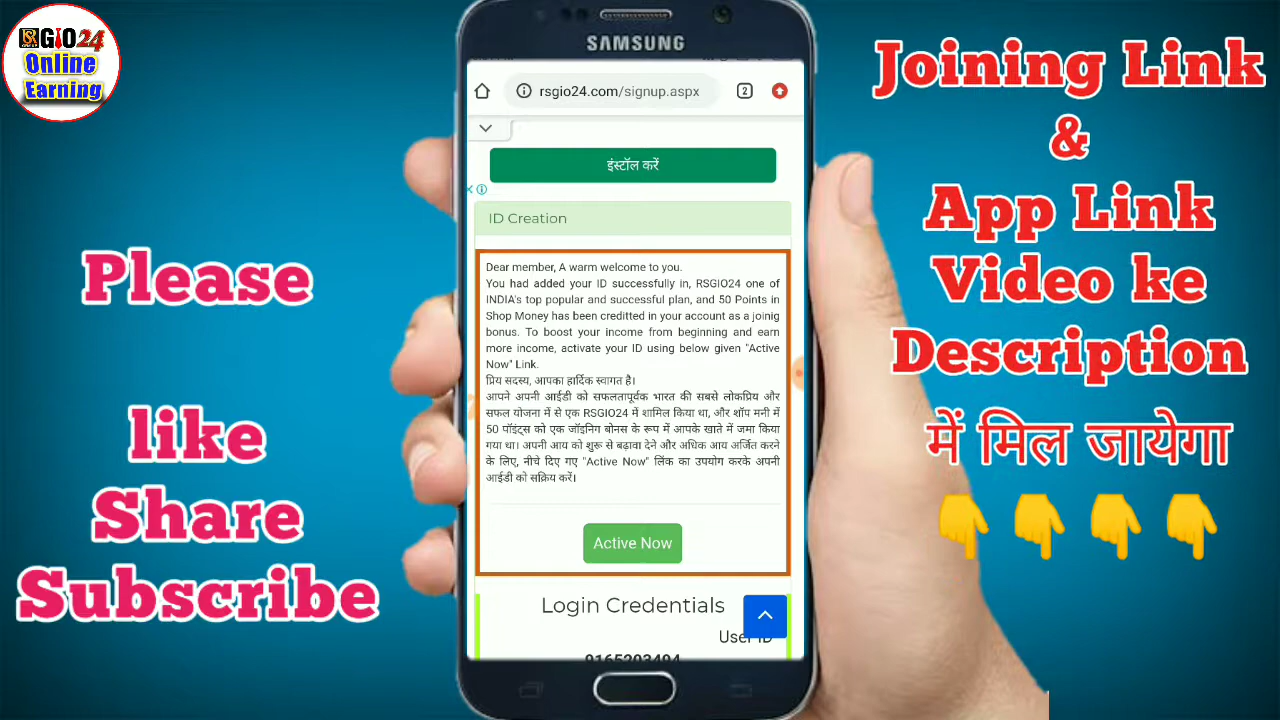 RS GIO24
Online
Earning
Please
like
Share
Subscribe
SAMSUNG
rsgio24.com/signup.aspx
2
इंस्टॉल करें
ID Creation
Dear member, A warm welcome to you.
You had added your ID successfully in, RSGIO24 one of
INDIA's top popular and successful plan, and 50 Points in
Shop Money has been creditted in your account as a joinig
bonus. To boost your income from beginning and earn
more income, activate your ID using below given "Active
Now" Link.
प्रिय सदस्य, आपका हार्दिक स्वागत है।
आपने अपनी आईडी को सफलतापूर्वक भारत की सबसे लोकप्रिय और
सफल योजना में से एक RSGIO24 में शामिल किया था, और शॉप मनी में
50 पॉइंट्स को एक जॉइनिंग बोनस के रूप में आपके खाते में जमा किया
गया था। अपनी आय को शुरू से बढ़ावा देने और अधिक आय अर्जित करने
के लिए, नीचे दिए गए "Active Now" लिंक का उपयोग करके अपनी
आईडी को सक्रिय करें।
Active Now
Login Credentials
User ID
9165203494
Joining Link
&
App Link
Video ke
Description
में मिल जायेगा